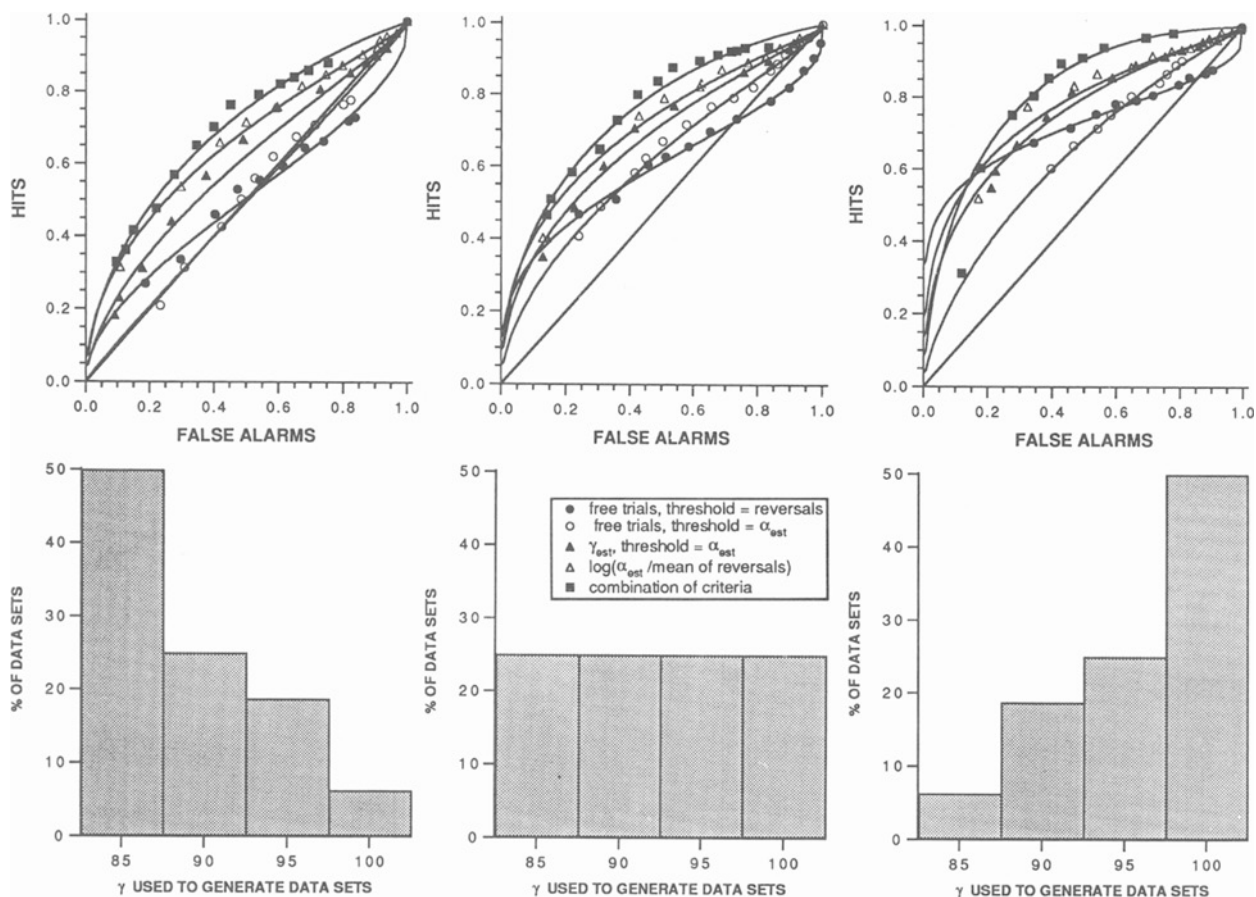 1.0
0.8
0.6
0.4
0.2
0.0
HITS
0.0 0.2 0.4 0.6 0.8 1.0
FALSE ALARMS
1.0
0.8
0.6
0.4
0.2
0.0
HITS
0.0 0.2 0.4 0.6 0.8 1.0
FALSE ALARMS
1.0
0.8
0.6
0.4
0.2
0.0
HITS
0.0 0.2 0.4 0.6 0.8 1.0
FALSE ALARMS
50
40
30
20
10
0
% OF DATA SETS
85 90 95 100
γ USED TO GENERATE DATA SETS
50
40
30
20
10
0
% OF DATA SETS
free trials, threshold = reversals
free trials, threshold = α_est
γ_est, threshold = α_est
log(α_est /mean of reversals)
combination of criteria
85 90 95 100
γ USED TO GENERATE DATA SETS
50
40
30
20
10
0
% OF DATA SETS
85 90 95 100
γ USED TO GENERATE DATA SETS